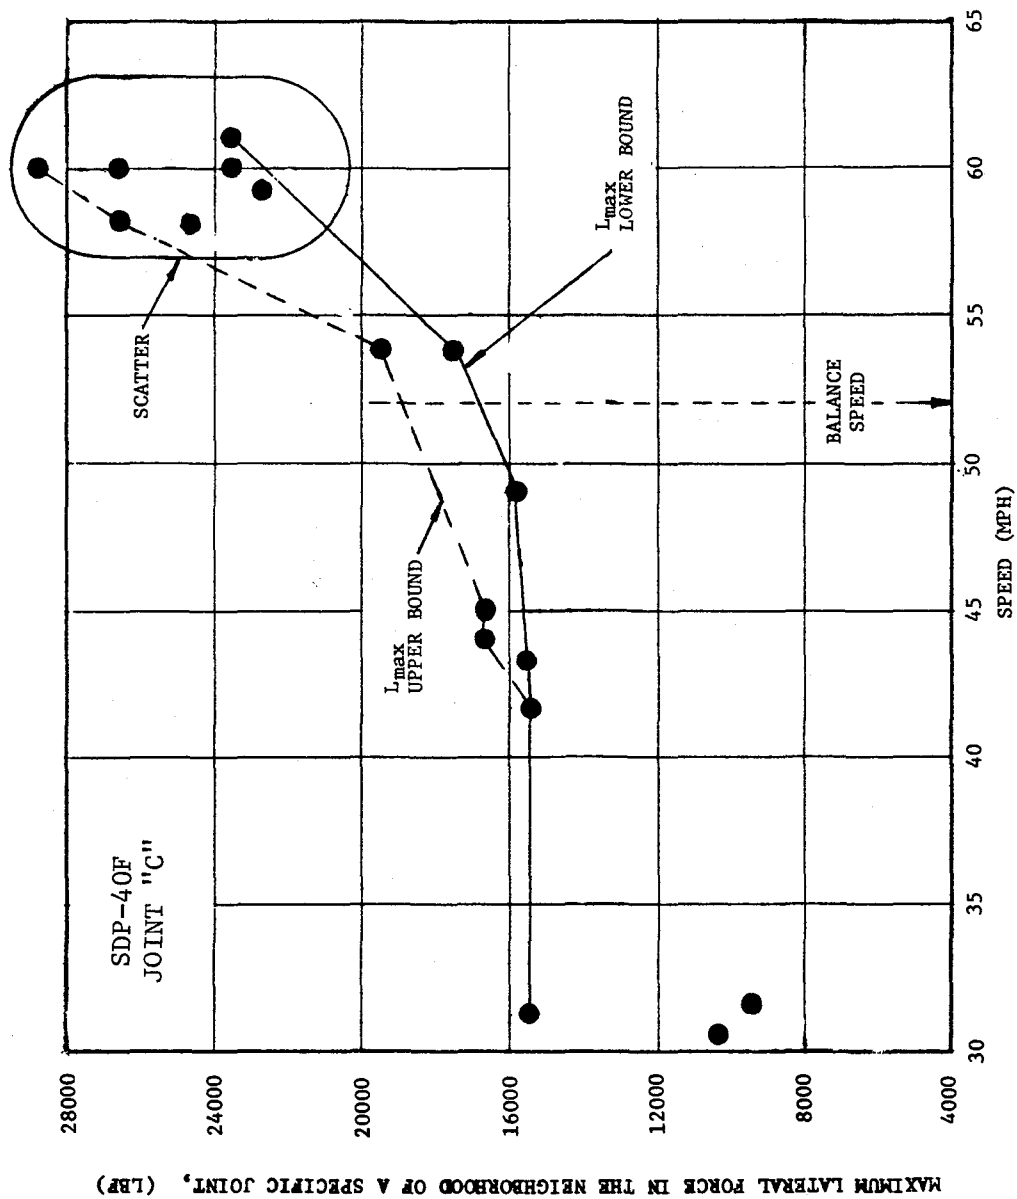 SDP-40F
JOINT "C"
SCATTER
Lmax
UPPER BOUND
Lmax
LOWER BOUND
BALANCE
SPEED
28000
24000
20000
16000
12000
8000
4000
30
35
40
45
50
55
60
65
SPEED (MPH)
MAXIMUM LATERAL FORCE IN THE NEIGHBORHOOD OF A SPECIFIC JOINT, (LBF)